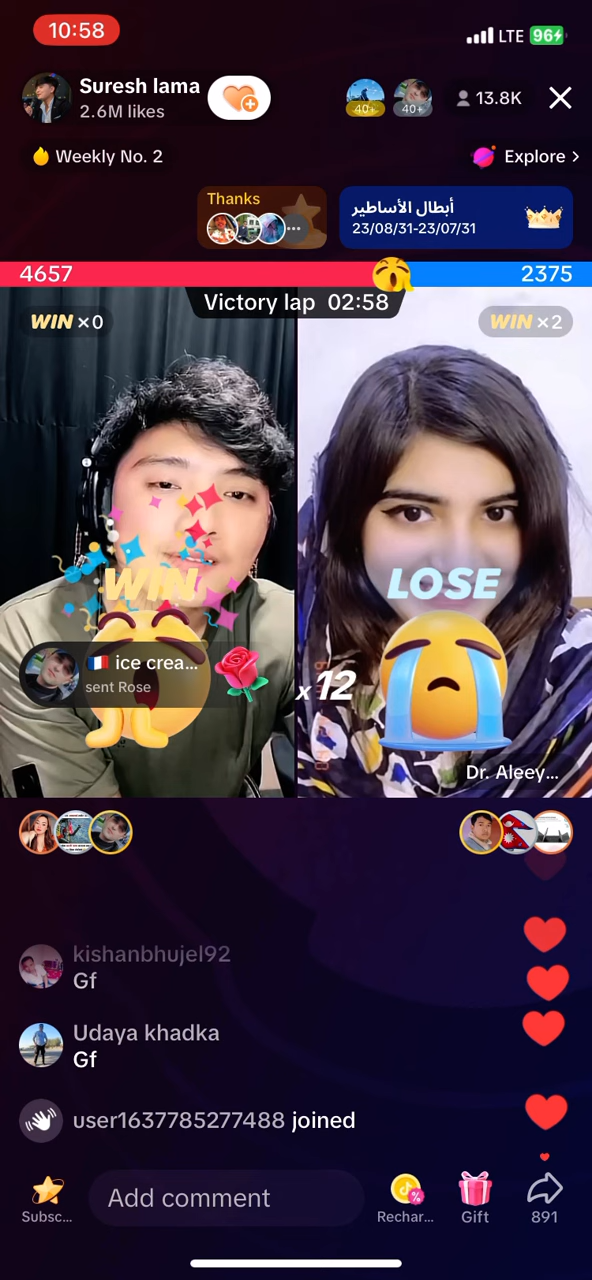 10:58
LTE 96
Suresh lama
2.6M likes
40+
40+
13.8K
Weekly No. 2
Explore >
Thanks
أبطال الأساطير
23/08/31-23/07/31
4657
2375
Victory lap 02:58
WIN ×0
WIN ×2
WIN
LOSE
ice crea...
sent Rose
x 12
Dr. Aleey...
kishanbhujel92
Gf
Udaya khadka
Gf
user1637785277488 joined
Subsc...
Add comment
Rechar...
Gift
891